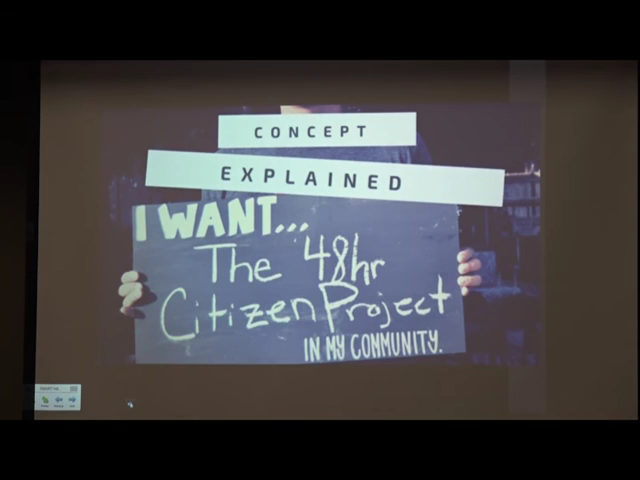 CONCEPT
EXPLAINED
I WANT...
The 48hr
Citizen Project
IN MY COMMUNITY.